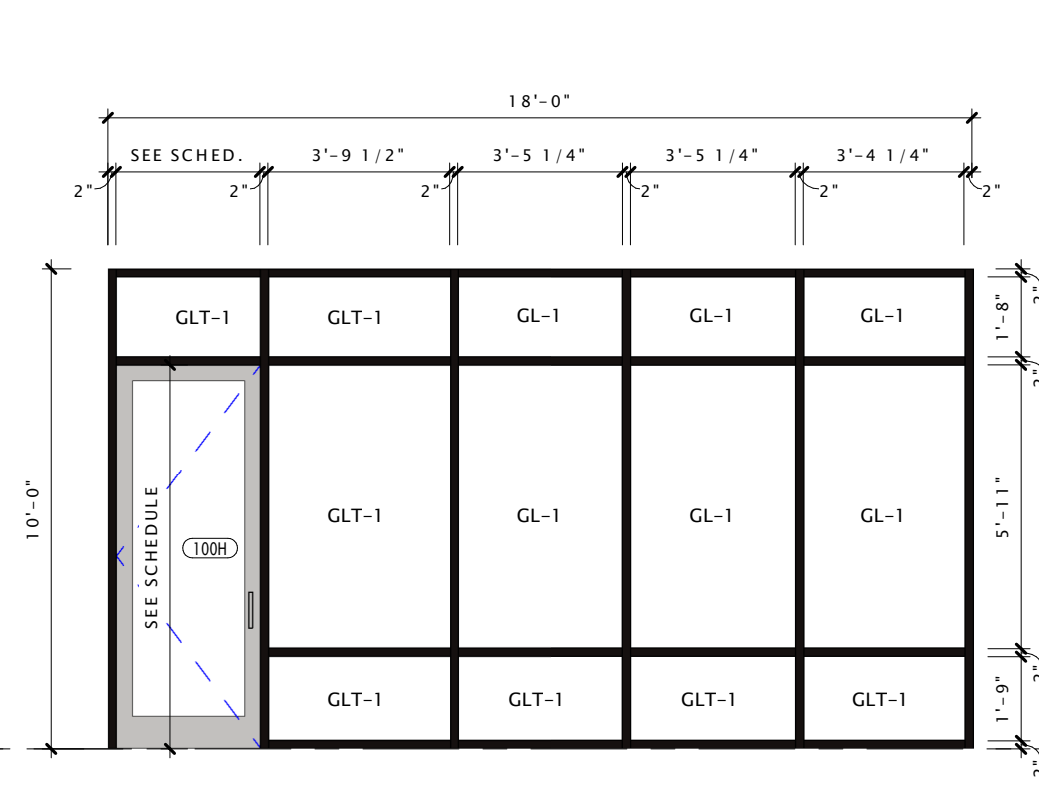 18'-0"
SEE SCHED. 3'-9 1/2" 3'-5 1/4" 3'-5 1/4" 3'-4 1/4"
2" 2" 2" 2" 2" 2"
GLT-1 GLT-1 GL-1 GL-1 GL-1
1'-8"
10'-0"
SEE SCHEDULE
100H
GLT-1 GL-1 GL-1 GL-1
5'-11"
GLT-1 GLT-1 GLT-1 GLT-1
1'-9"